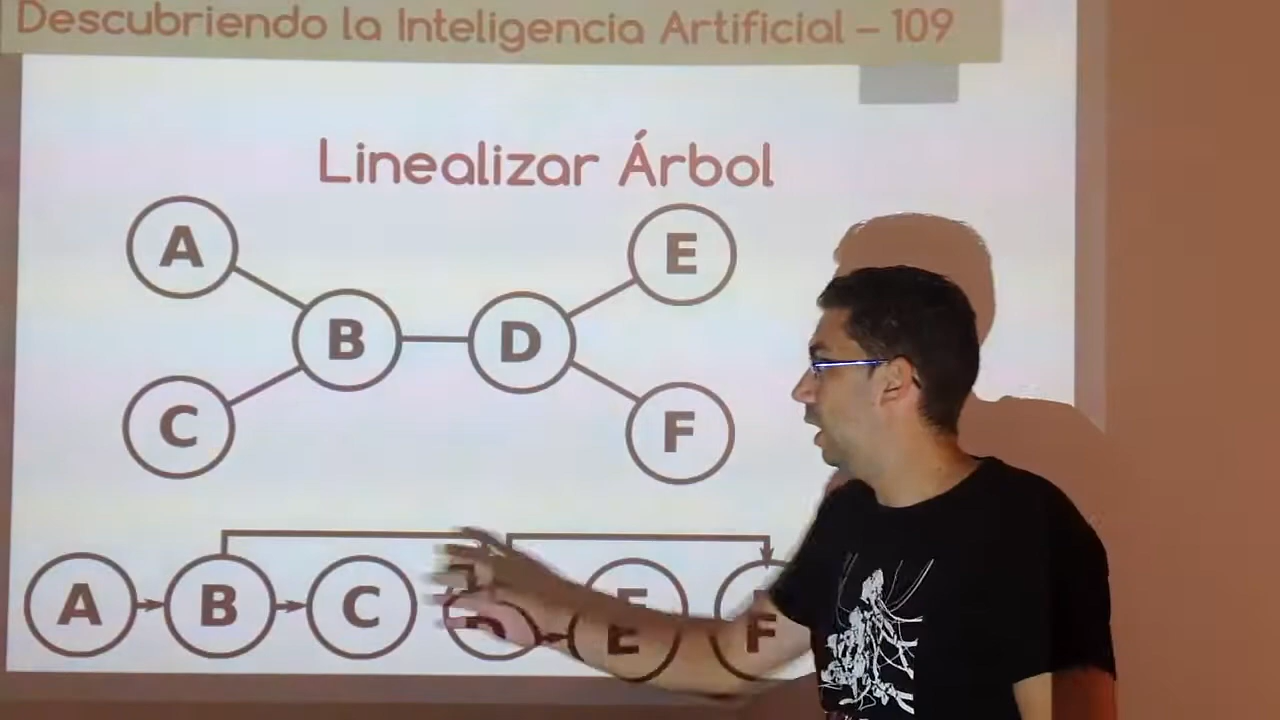 Descubriendo la Inteligencia Artificial – 109
Linealizar Árbol
A
E
B
D
C
F
A
B
C
E
F